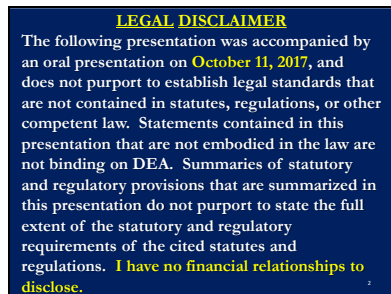 LEGAL DISCLAIMER
The following presentation was accompanied by
an oral presentation on October 11, 2017, and
does not purport to establish legal standards that
are not contained in statutes, regulations, or other
competent law.  Statements contained in this
presentation that are not embodied in the law are
not binding on DEA.  Summaries of statutory
and regulatory provisions that are summarized in
this presentation do not purport to state the full
extent of the statutory and regulatory
requirements of the cited statutes and
regulations.  I have no financial relationships to
disclose.
2